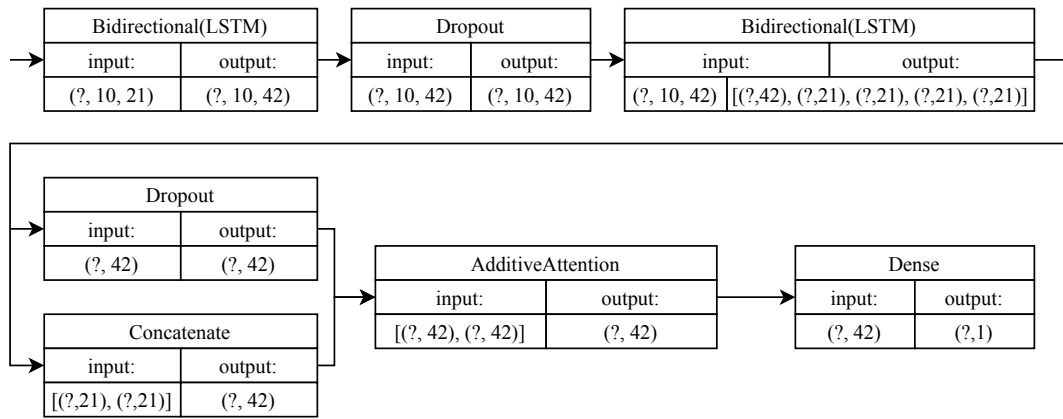 Bidirectional(LSTM)
input: output:
(?, 10, 21) (?, 10, 42)
Dropout
input: output:
(?, 10, 42) (?, 10, 42)
Bidirectional(LSTM)
input: output:
(?, 10, 42) [(?,42), (?,21), (?,21), (?,21), (?,21)]
Dropout
input: output:
(?, 42) (?, 42)
Concatenate
input: output:
[(?,21), (?,21)] (?, 42)
AdditiveAttention
input: output:
[(?, 42), (?, 42)] (?, 42)
Dense
input: output:
(?, 42) (?,1)